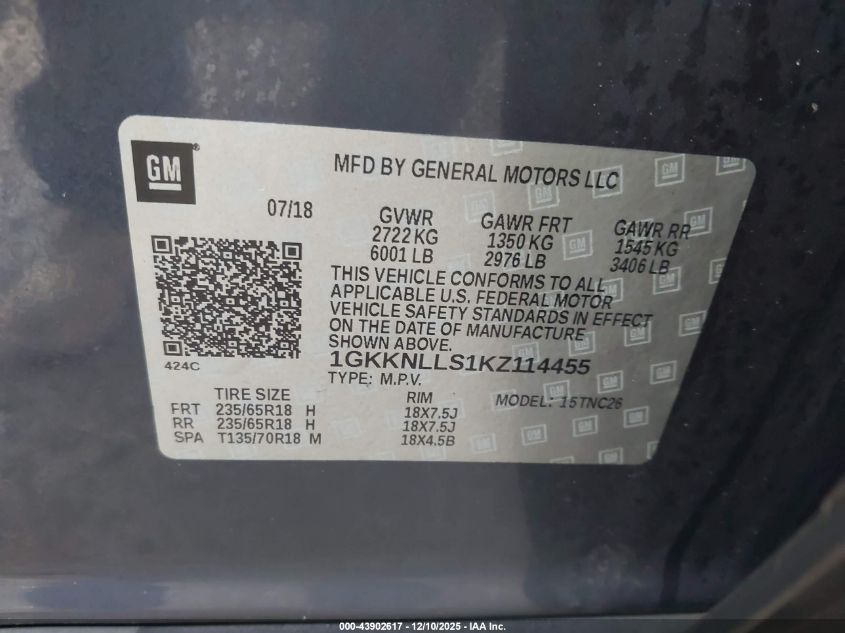 GM
MFD BY GENERAL MOTORS LLC
07/18
GVWR GAWR FRT GAWR RR
2722 KG 1350 KG 1545 KG
6001 LB 2976 LB 3406 LB
THIS VEHICLE CONFORMS TO ALL
APPLICABLE U.S. FEDERAL MOTOR
VEHICLE SAFETY STANDARDS IN EFFECT
ON THE DATE OF MANUFACTURE
SHOWN ABOVE.
1GKKNLLS1KZ114455
424C
TYPE: M.P.V.
TIRE SIZE RIM MODEL: 15TNC26
FRT 235/65R18 H 18X7.5J
RR 235/65R18 H 18X7.5J
SPA T135/70R18 M 18X4.5B
000-43902617 - 12/10/2025 - IAA Inc.